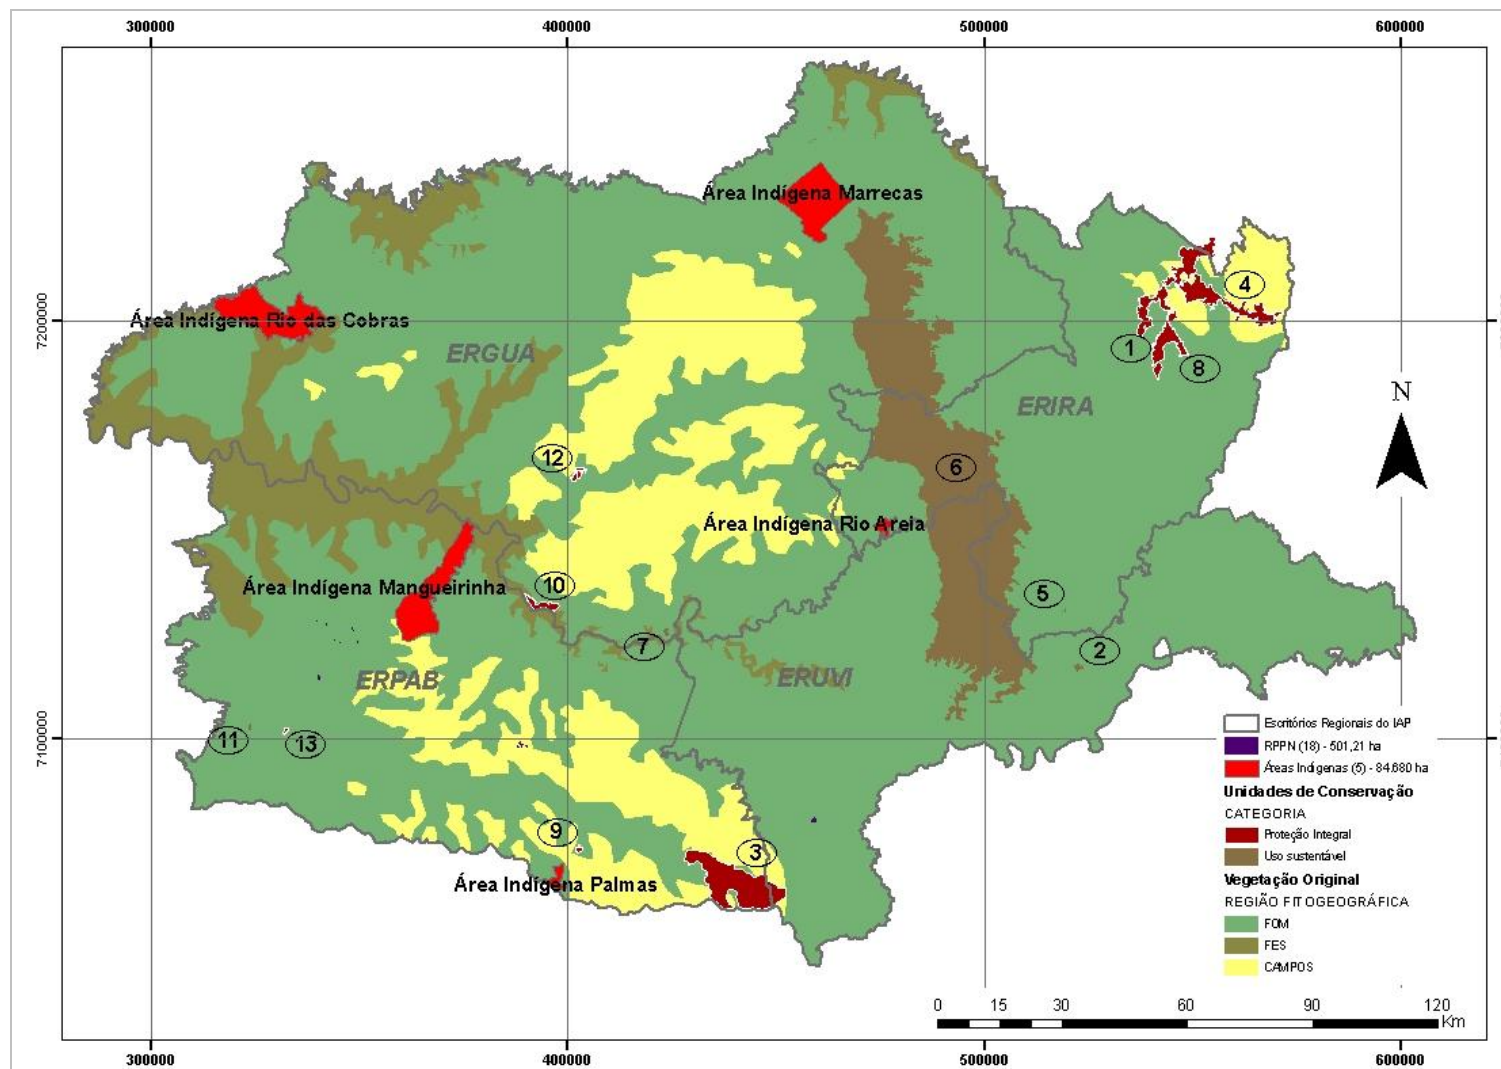 300000 400000 500000 600000
Área Indígena Marrecas
4
7200000
Área Indígena Rio das Cobras
1
ERGUA
8
N
ERIRA
12
6
Área Indígena Rio Areia
Área Indígena Mangueirinha
10
5
7
2
ERPAB
ERUVI
7100000
11
13
Escritórios Regionais do IAP
RPPN (18) - 501,21 ha
Áreas Indígenas (5) - 84.680 ha
Unidades de Conservação
CATEGORIA
Proteção Integral
Uso sustentável
Vegetação Original
REGIÃO FITOGEOGRÁFICA
FOM
FES
CAMPOS
9
3
Área Indígena Palmas
0 15 30 60 90 120
Km
300000 400000 500000 600000